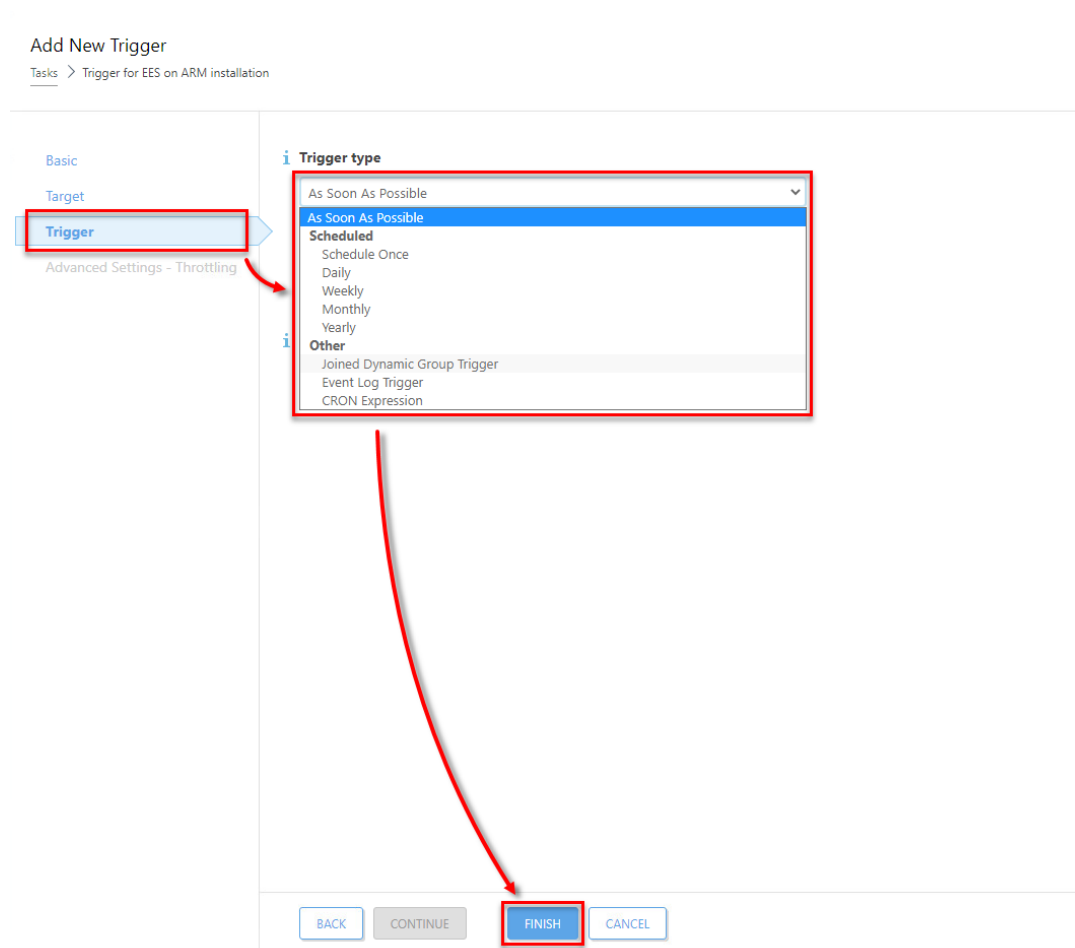 Add New Trigger
Tasks > Trigger for EES on ARM installation
Basic
Target
Trigger
Advanced Settings - Throttling
i Trigger type
As Soon As Possible
As Soon As Possible
Scheduled
Schedule Once
Daily
Weekly
Monthly
Yearly
i
Other
Joined Dynamic Group Trigger
Event Log Trigger
CRON Expression
BACK CONTINUE FINISH CANCEL